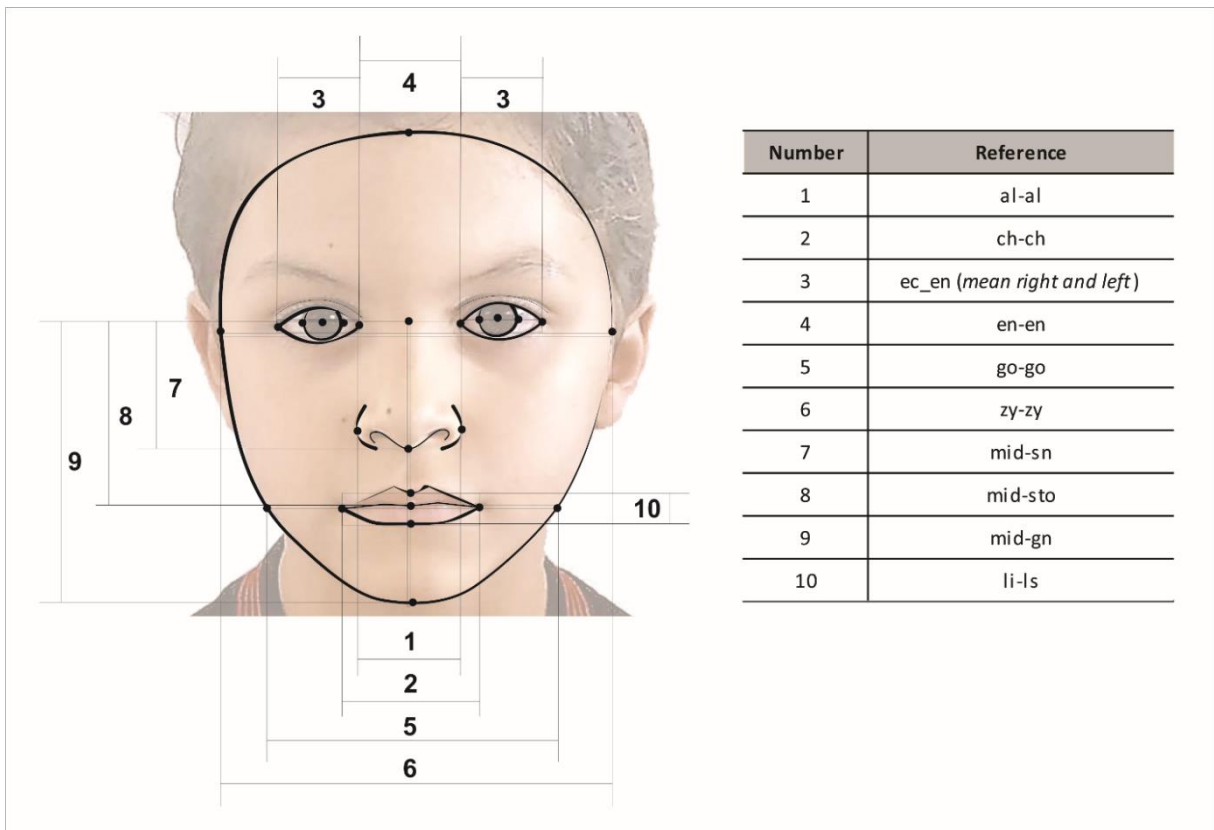 4
3 3
Number Reference
1 al-al
2 ch-ch
3 ec_en (mean right and left)
4 en-en
5 go-go
6 zy-zy
7 mid-sn
8 mid-sto
9 mid-gn
10 li-ls
7
8
9
10
1
2
5
6